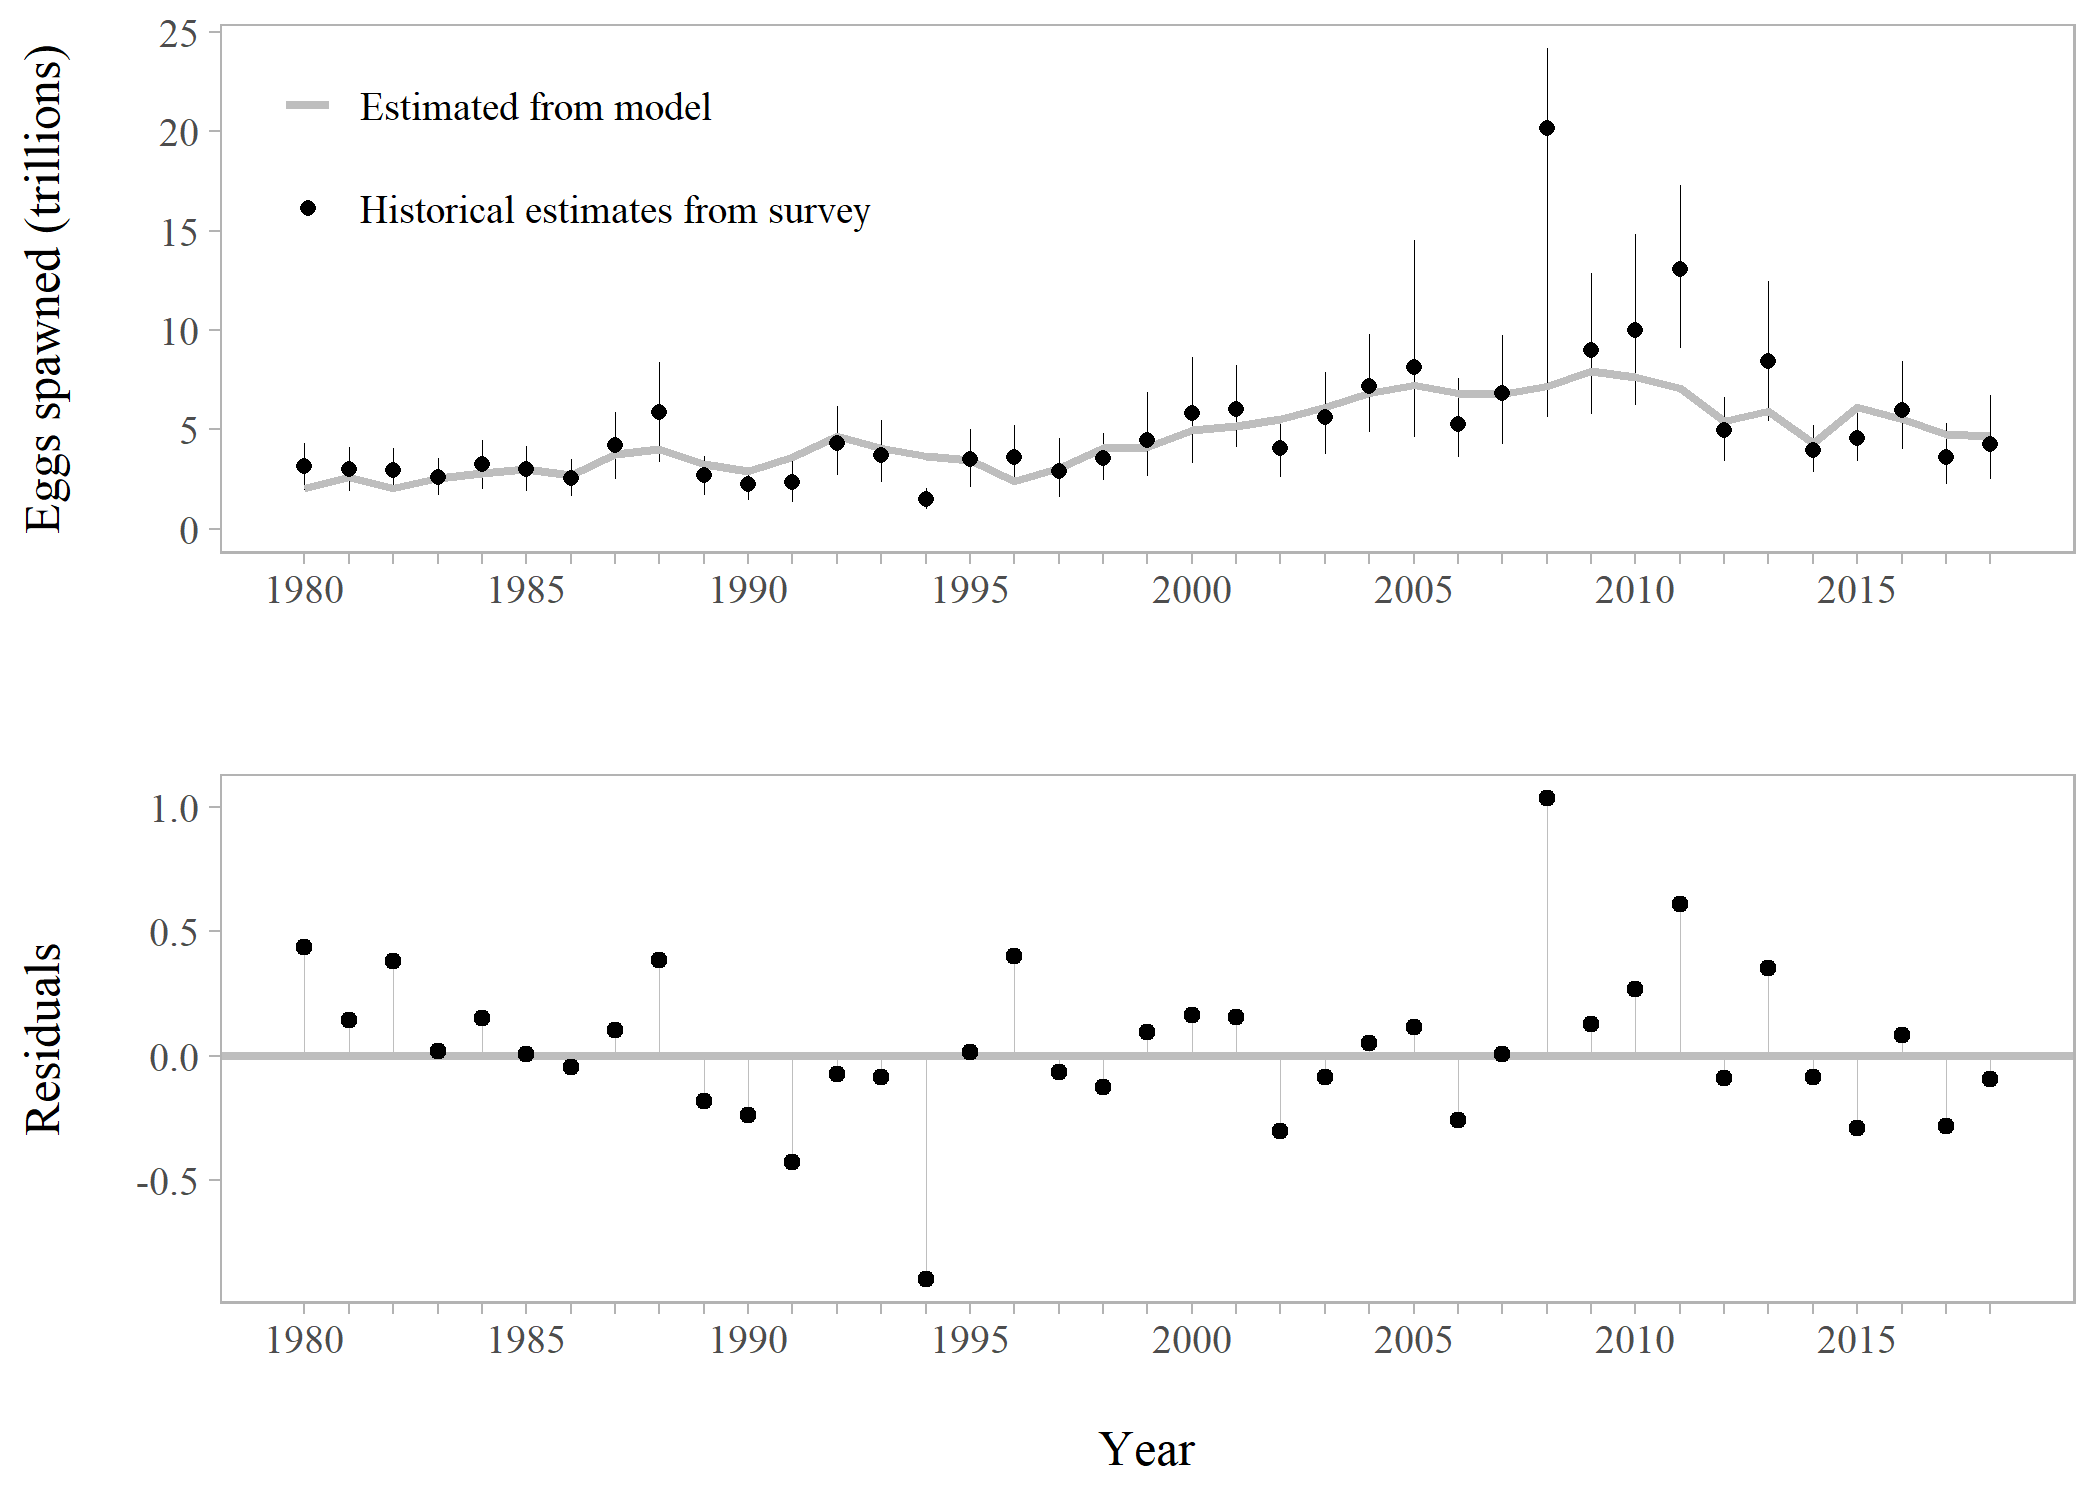 Eggs spawned (trillions)
25
20
15
10
5
0
Estimated from model
Historical estimates from survey
1980 1985 1990 1995 2000 2005 2010 2015
Residuals
1.0
0.5
0.0
-0.5
1980 1985 1990 1995 2000 2005 2010 2015
Year